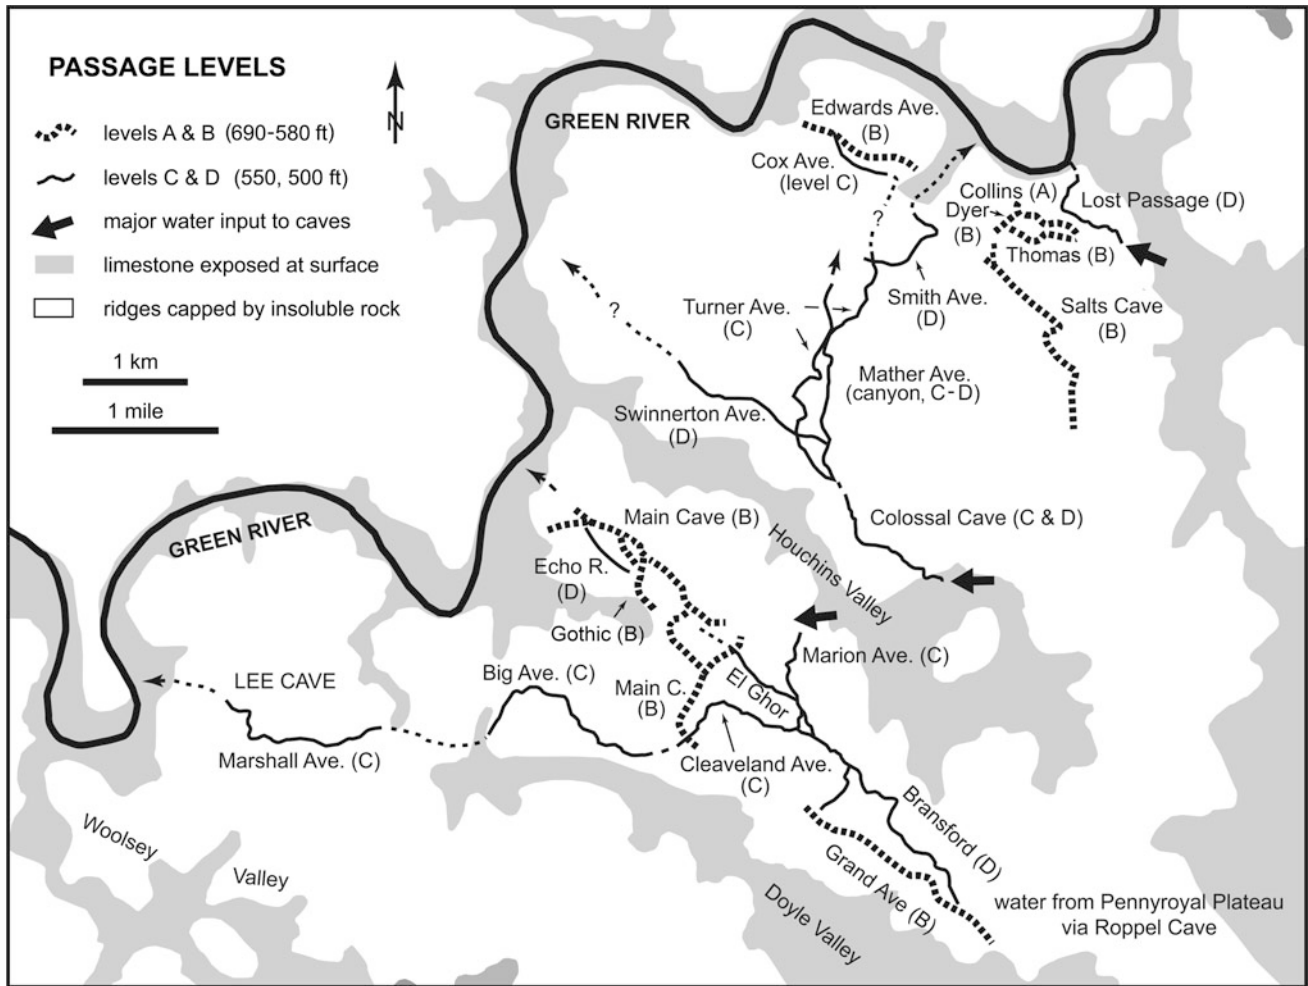 PASSAGE LEVELS
levels A & B (690-580 ft)
levels C & D (550, 500 ft)
major water input to caves
limestone exposed at surface
ridges capped by insoluble rock
1 km
1 mile
N
GREEN RIVER
Edwards Ave.
(B)
Cox Ave.
(level C)
Collins (A)
Dyer
(B)
Lost Passage (D)
Thomas (B)
?
Salts Cave
(B)
Smith Ave.
(D)
Turner Ave.
(C)
?
Mather Ave.
(canyon, C-D)
Swinnerton Ave.
(D)
Colossal Cave (C & D)
Main Cave (B)
Houchins Valley
GREEN RIVER
Echo R.
(D)
Gothic (B)
Marion Ave. (C)
LEE CAVE
Big Ave. (C)
Main C.
(B)
El Ghor
Marshall Ave. (C)
Cleaveland Ave.
(C)
Bransford (D)
Grand Ave (B)
Woolsey
Valley
Doyle Valley
water from Pennyroyal Plateau
via Roppel Cave